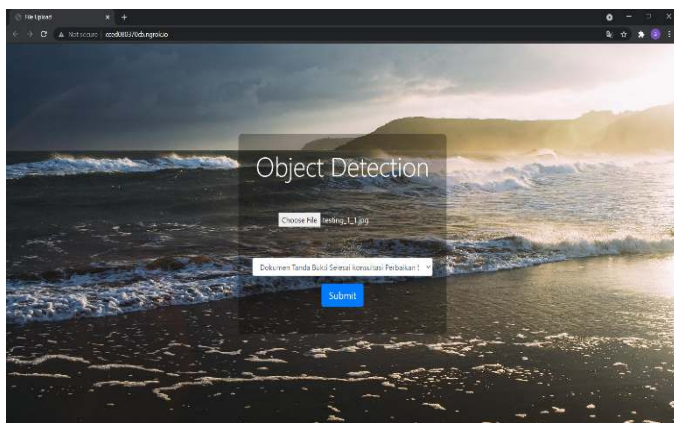 File Upload
Not secure
Object Detection
Choose File testing_1_1.jpg
Dokumen Tanda Bukti Selesai konsultasi Perbaikan
Submit